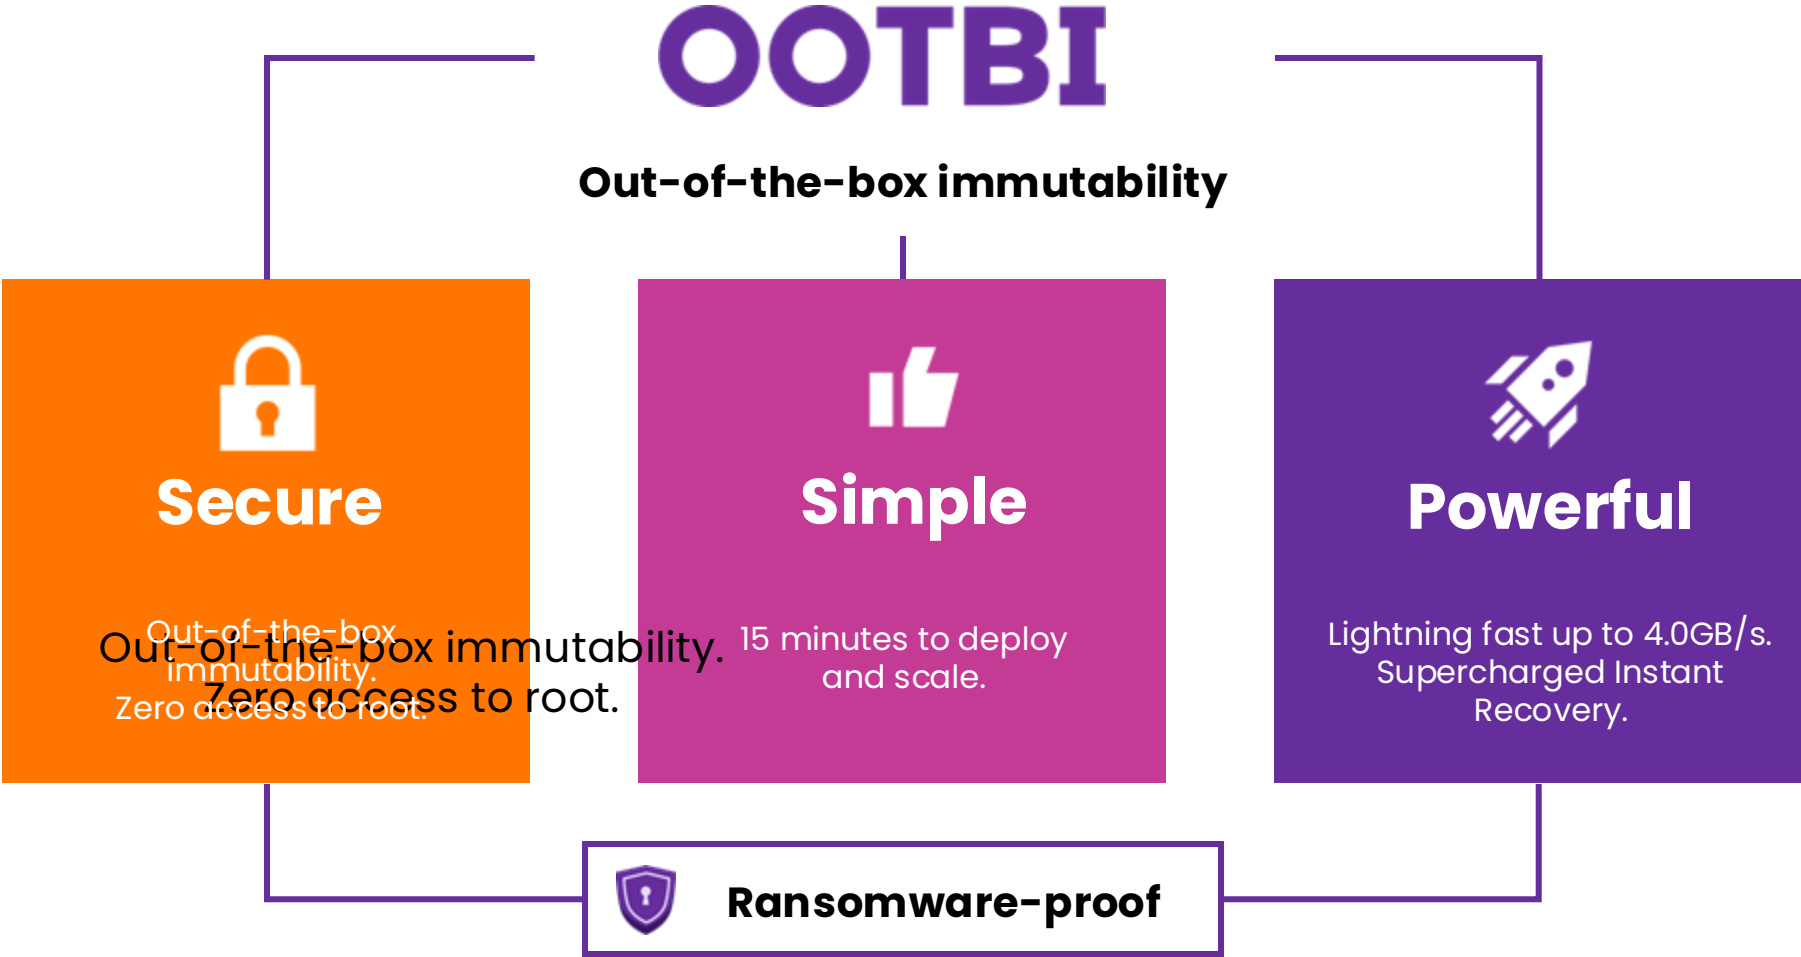 OOTBI
Out-of-the-box immutability
Secure
Out-of-the-box
immutability.
Zero access to root.
Out-of-the-box immutability.
Zero access to root.
Simple
15 minutes to deploy
and scale.
Powerful
Lightning fast up to 4.0GB/s.
Supercharged Instant
Recovery.
Ransomware-proof